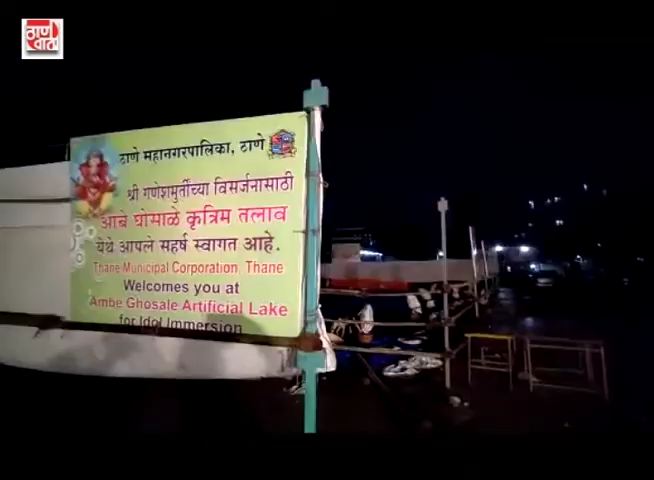 ठाणे
वार्ता
ठाणे महानगरपालिका, ठाणे
श्री गणेशमुर्तीच्या विसर्जनासाठी
आंबे घोसाळे कृत्रिम तलाव
येथे आपले सहर्ष स्वागत आहे.
Thane Municipal Corporation, Thane
Welcomes you at
Ambe Ghosale Artificial Lake
for Idol Immersion